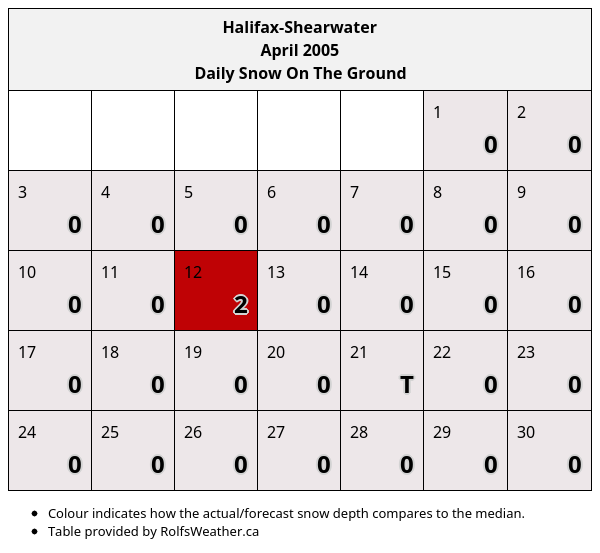 Halifax-Shearwater
April 2005
Daily Snow On The Ground
1 2
0 0
3 4 5 6 7 8 9
0 0 0 0 0 0 0
10 11 12 13 14 15 16
0 0 2 0 0 0 0
17 18 19 20 21 22 23
0 0 0 0 T 0 0
24 25 26 27 28 29 30
0 0 0 0 0 0 0
• Colour indicates how the actual/forecast snow depth compares to the median.
• Table provided by RolfsWeather.ca